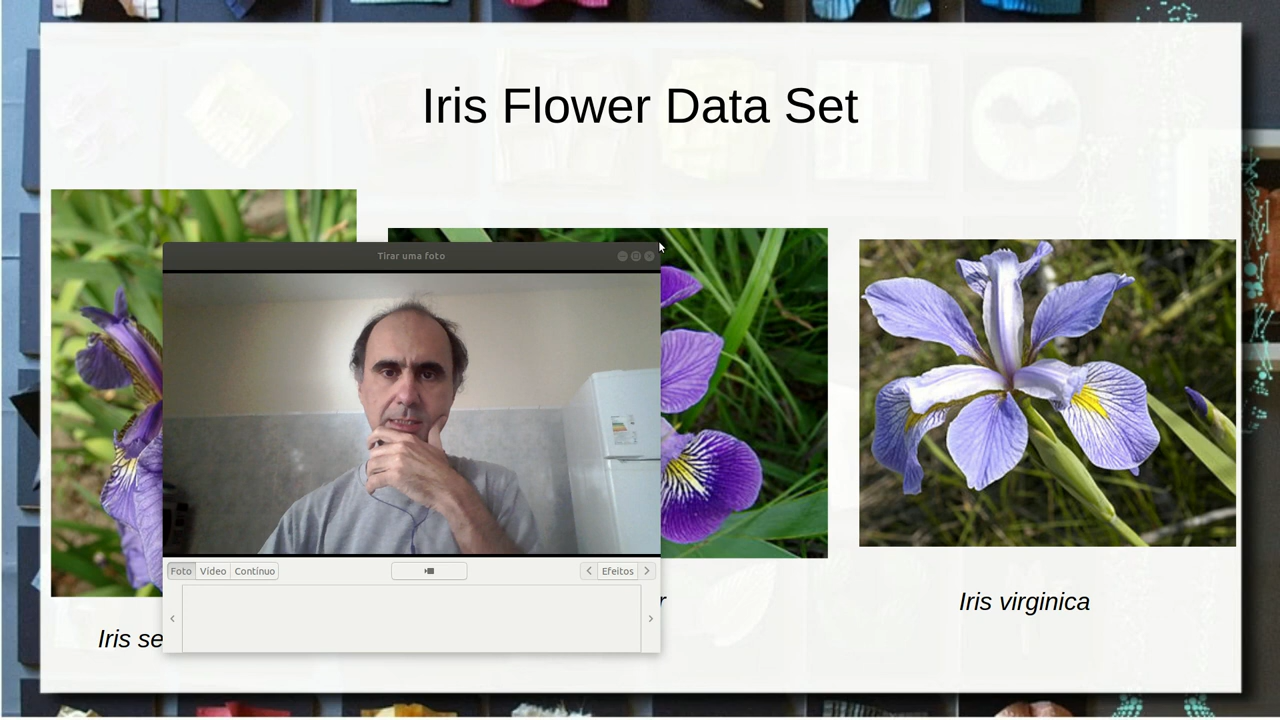 Iris Flower Data Set
Tirar uma foto
Foto Vídeo Contínuo Efeitos
Iris virginica
Iris se
r